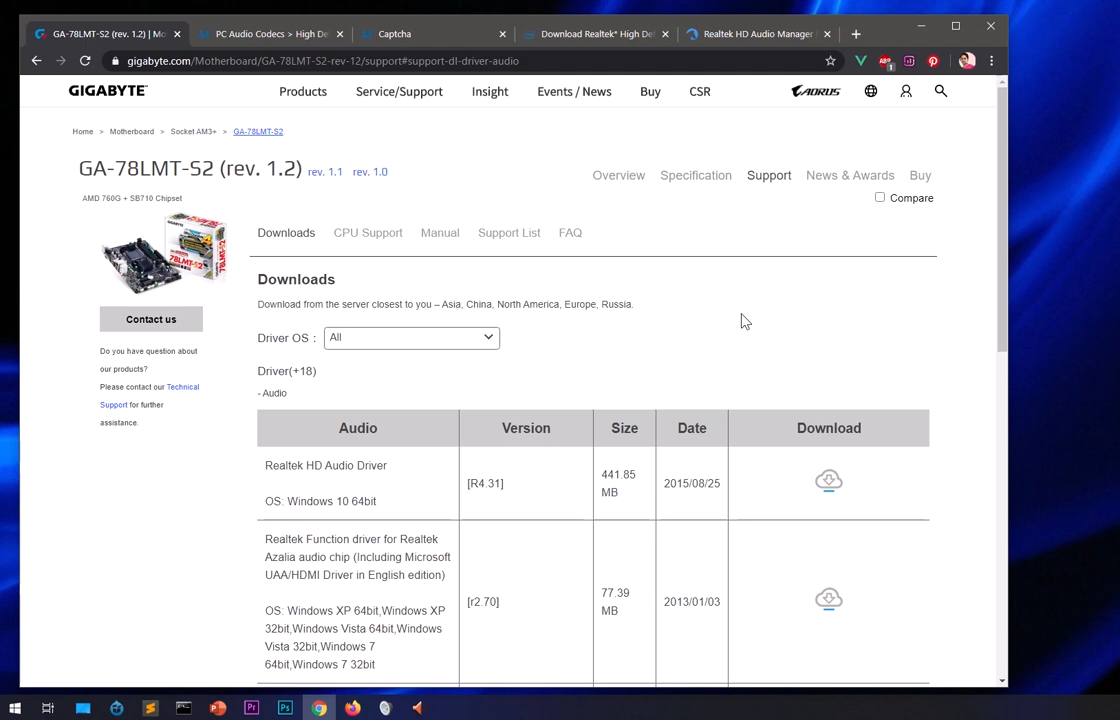 GA-78LMT-S2 (rev. 1.2) | Mo
PC Audio Codecs > High De
Captcha
Download Realtek* High Def
Realtek HD Audio Manager /
gigabyte.com/Motherboard/GA-78LMT-S2-rev-12/support#support-dl-driver-audio
GIGABYTE
Products
Service/Support
Insight
Events / News
Buy
CSR
AORUS
Home > Motherboard > Socket AM3+ > GA-78LMT-S2
GA-78LMT-S2 (rev. 1.2) rev. 1.1 rev. 1.0
Overview
Specification
Support
News & Awards
Buy
AMD 760G + SB710 Chipset
Compare
Downloads
CPU Support
Manual
Support List
FAQ
78LMT-S2
Contact us
Do you have question about
our products?
Please contact our Technical
Support for further
assistance.
Downloads
Download from the server closest to you – Asia, China, North America, Europe, Russia.
Driver OS : All
Driver(+18)
- Audio
Audio Version Size Date Download
Realtek HD Audio Driver
OS: Windows 10 64bit
[R4.31]
441.85
MB
2015/08/25
Realtek Function driver for Realtek
Azalia audio chip (Including Microsoft
UAA/HDMI Driver in English edition)
OS: Windows XP 64bit,Windows XP
32bit,Windows Vista 64bit,Windows
Vista 32bit,Windows 7
64bit,Windows 7 32bit
[r2.70]
77.39
MB
2013/01/03
Pr
Ps